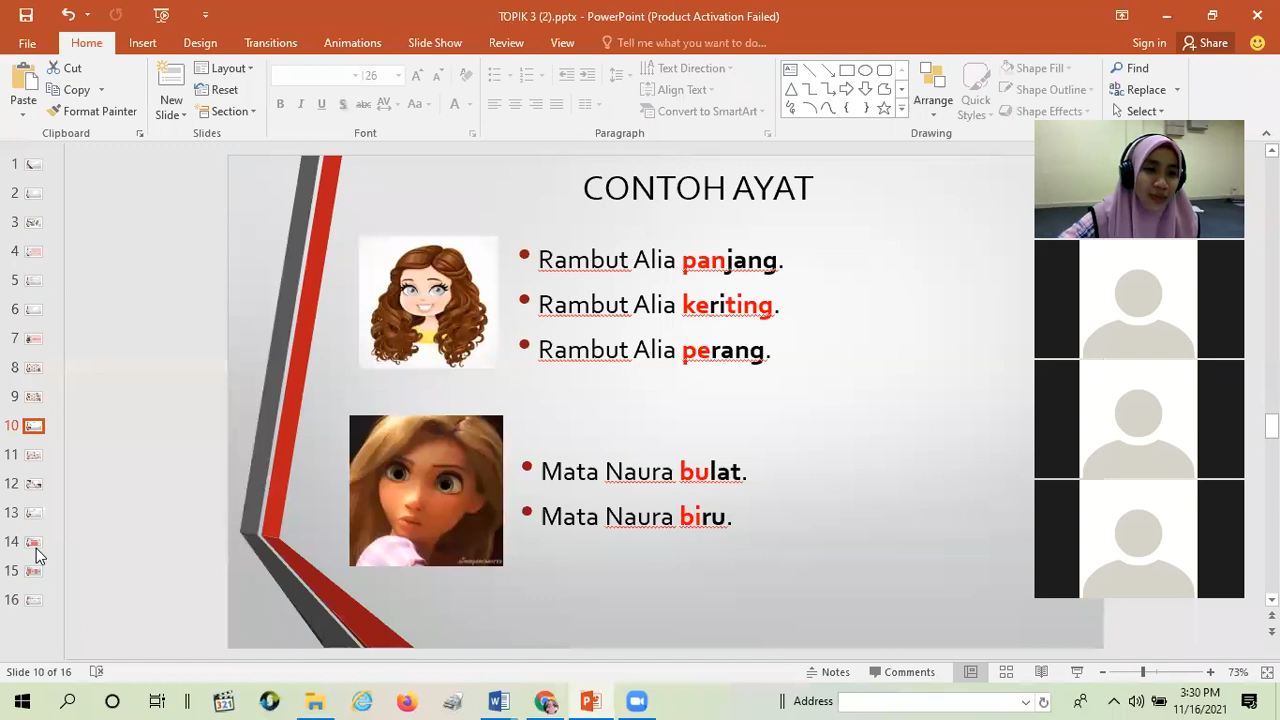 TOPIK 3 (2).pptx - PowerPoint (Product Activation Failed)
File Home Insert Design Transitions Animations Slide Show Review View Tell me what you want to do... Sign in Share
Paste Cut Copy Format Painter Clipboard
New Slide Layout Reset Section Slides
26 B I U S abc AV Aa A Font
Text Direction Align Text Convert to SmartArt Paragraph
Arrange Quick Styles Shape Fill Shape Outline Shape Effects Drawing
Find Replace Select
1
2
3
4
5
6
8
9
10
11
12
13
14
15
16
CONTOH AYAT
• Rambut Alia panjang.
• Rambut Alia keriting.
• Rambut Alia perang.
• Mata Naura bulat.
• Mata Naura biru.
Slide 10 of 16 Notes Comments 73%
321 Address 3:30 PM
11/16/2021